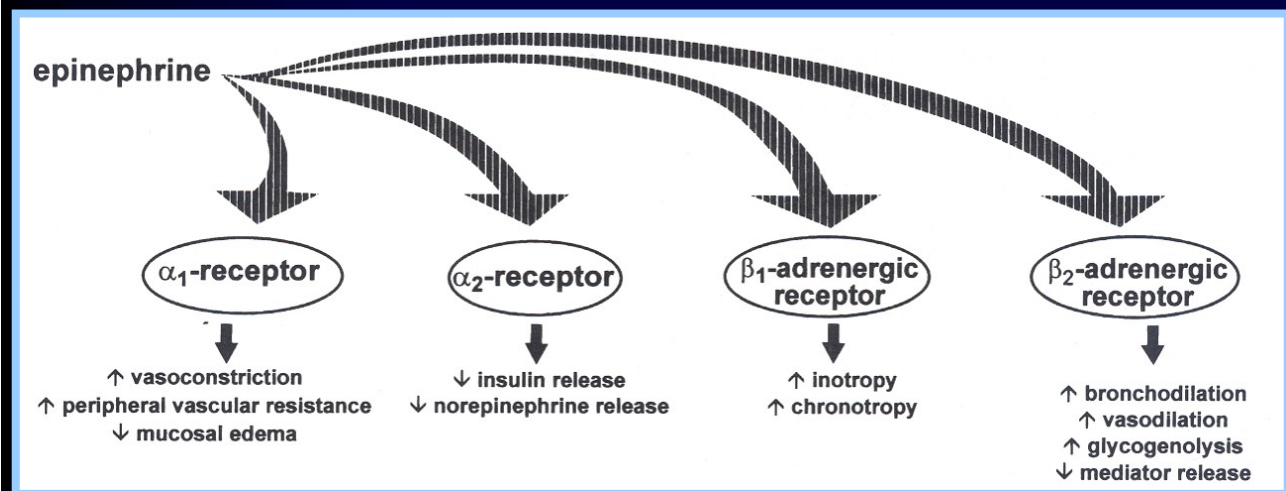 epinephrine
α₁-receptor
α₂-receptor
β₁-adrenergic
receptor
β₂-adrenergic
receptor
↑ vasoconstriction
↑ peripheral vascular resistance
↓ mucosal edema
↓ insulin release
↓ norepinephrine release
↑ inotropy
↑ chronotropy
↑ bronchodilation
↑ vasodilation
↑ glycogenolysis
↓ mediator release